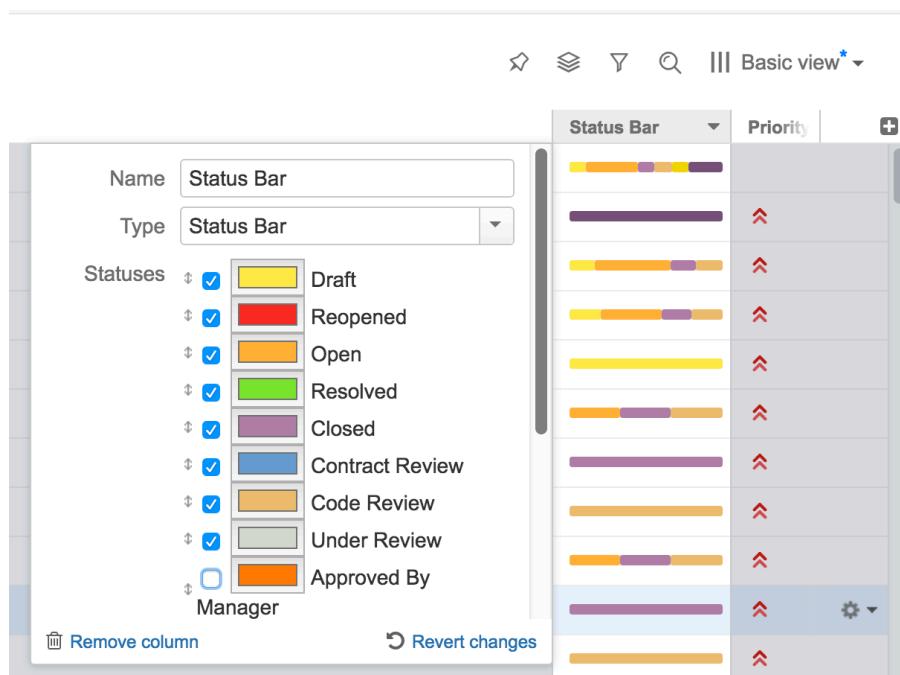 Basic view*
Status Bar
Priority
Name
Status Bar
Type
Status Bar
Statuses
Draft
Reopened
Open
Resolved
Closed
Contract Review
Code Review
Under Review
Approved By
Manager
Remove column
Revert changes